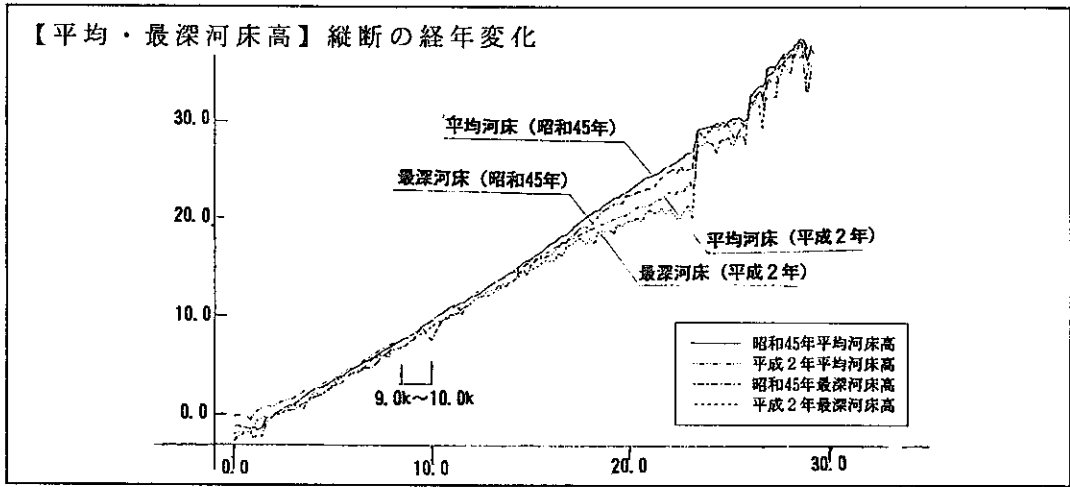 【平均・最深河床高】縦断の経年変化
30.0
20.0
10.0
0.0
平均河床（昭和45年）
最深河床（昭和45年）
平均河床（平成２年）
最深河床（平成２年）
9.0k～10.0k
昭和45年平均河床高
平成２年平均河床高
昭和45年最深河床高
平成２年最深河床高
0.0
10.0
20.0
30.0